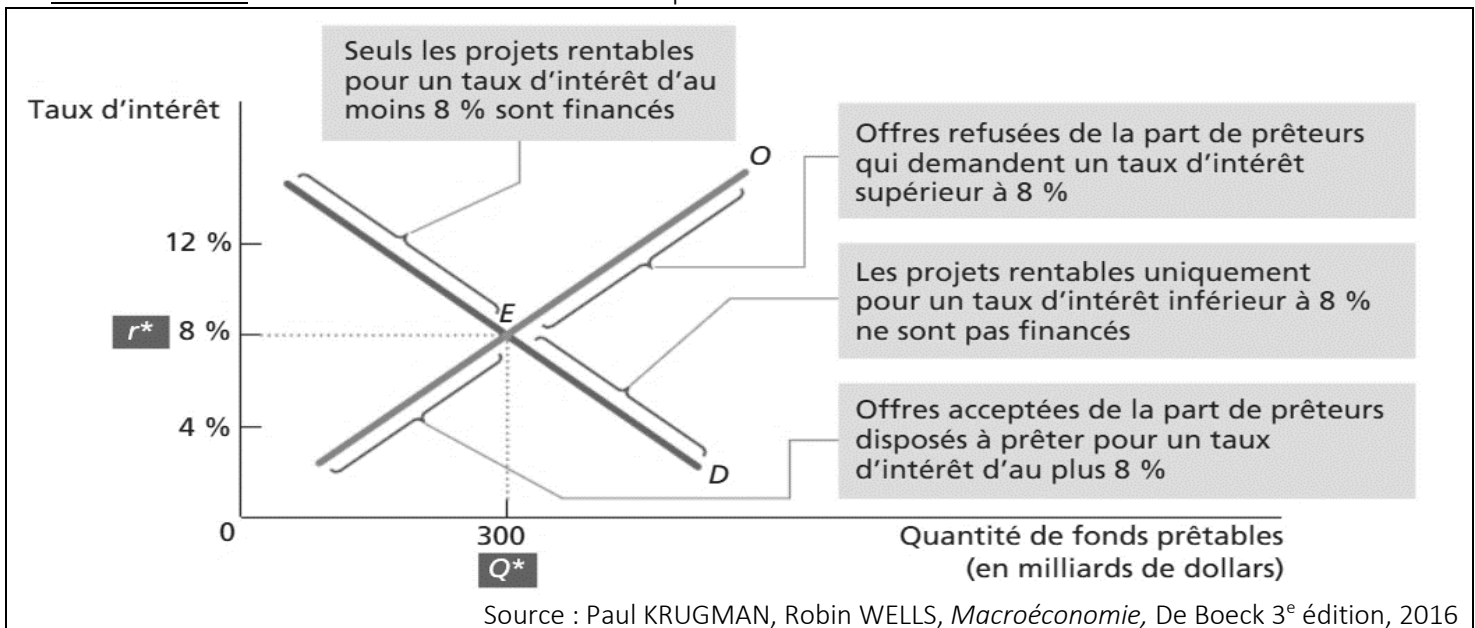 Seuls les projets rentables
pour un taux d'intérêt d'au
moins 8 % sont financés
Taux d'intérêt
Offres refusées de la part de prêteurs
qui demandent un taux d'intérêt
supérieur à 8 %
O
12 %
Les projets rentables uniquement
pour un taux d'intérêt inférieur à 8 %
ne sont pas financés
E
r* 8 %
Offres acceptées de la part de prêteurs
disposés à prêter pour un taux
d'intérêt d'au plus 8 %
4 %
D
0
300
Q*
Quantité de fonds prêtables
(en milliards de dollars)
Source : Paul KRUGMAN, Robin WELLS, Macroéconomie, De Boeck 3e édition, 2016